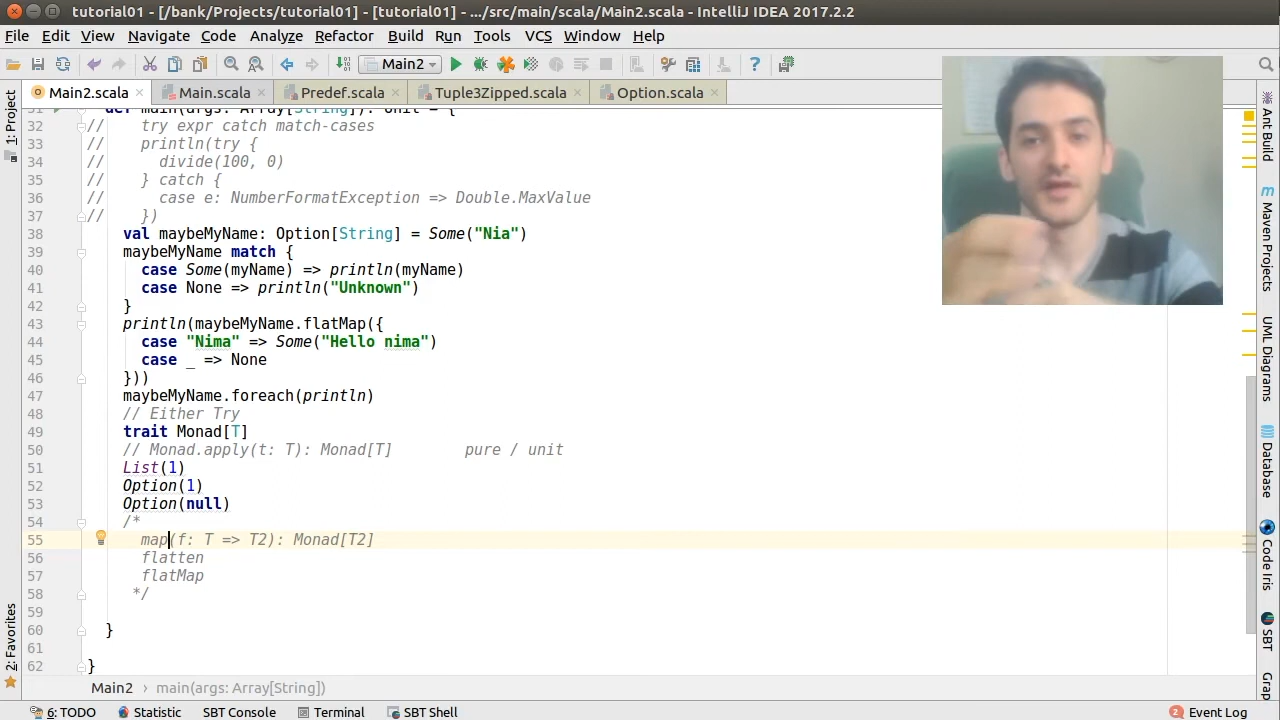 tutorial01 - [/bank/Projects/tutorial01] - [tutorial01] - .../src/main/scala/Main2.scala - IntelliJ IDEA 2017.2.2
File Edit View Navigate Code Analyze Refactor Build Run Tools VCS Window Help
Main2
Main2.scala Main.scala Predef.scala Tuple3Zipped.scala Option.scala
1: Project
2: Favorites
31 def main(args: Array[String]): Unit = {
32 // try expr catch match-cases
33 // println(try {
34 // divide(100, 0)
35 // } catch {
36 // case e: NumberFormatException => Double.MaxValue
37 // })
38 val maybeMyName: Option[String] = Some("Nia")
39 maybeMyName match {
40 case Some(myName) => println(myName)
41 case None => println("Unknown")
42 }
43 println(maybeMyName.flatMap({
44 case "Nima" => Some("Hello nima")
45 case _ => None
46 }))
47 maybeMyName.foreach(println)
48 // Either Try
49 trait Monad[T]
50 // Monad.apply(t: T): Monad[T] pure / unit
51 List(1)
52 Option(1)
53 Option(null)
54 /*
55 map(f: T => T2): Monad[T2]
56 flatten
57 flatMap
58 */
59
60 }
61
62 }
Ant Build
Maven Projects
UML Diagrams
Database
Code Iris
SBT
Main2 › main(args: Array[String])
6: TODO Statistic SBT Console Terminal SBT Shell 2 Event Log